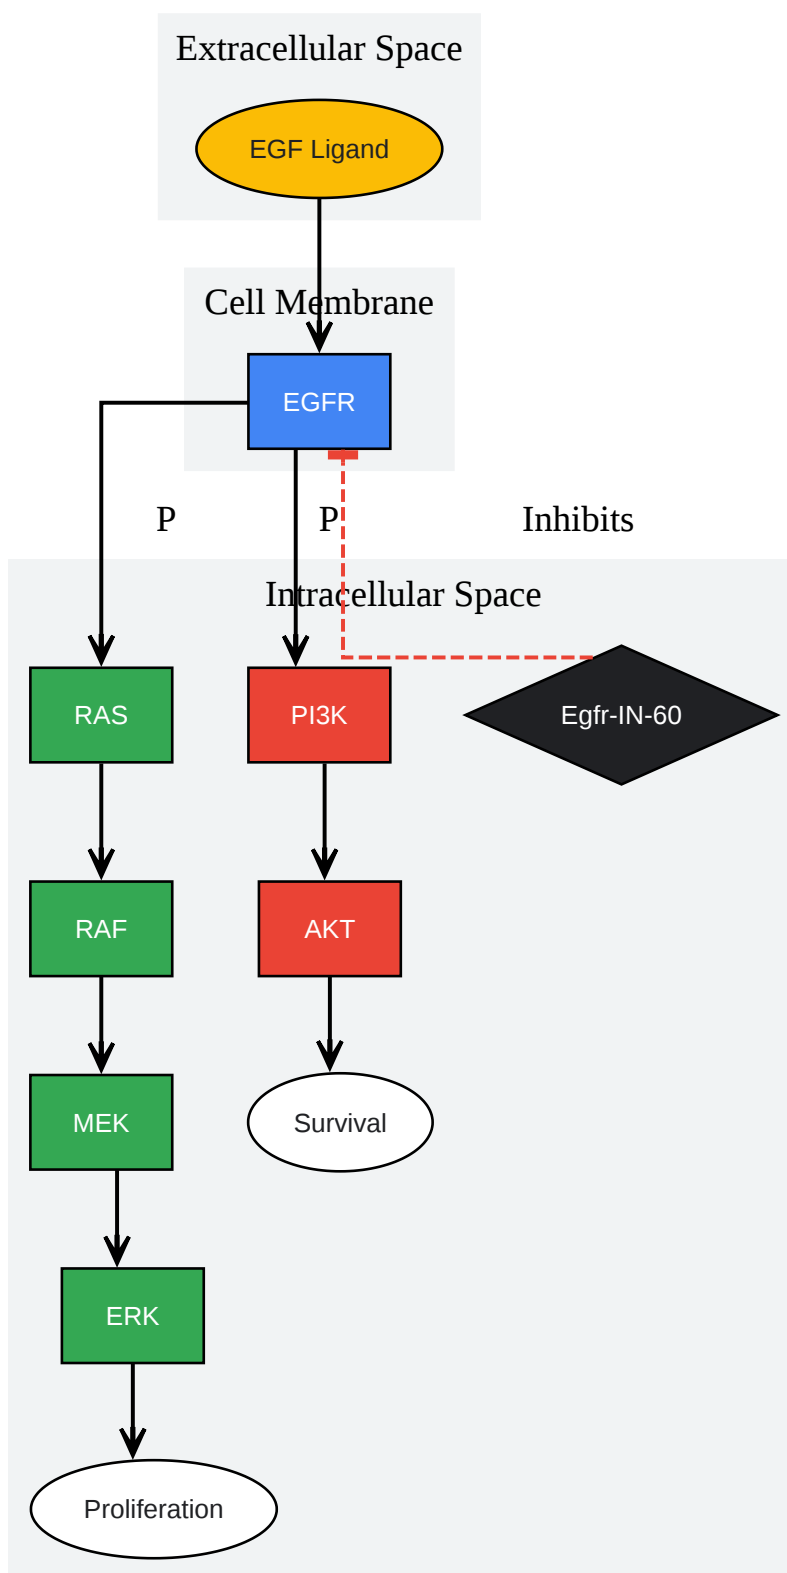 Extracellular Space
EGF Ligand
Cell Membrane
EGFR
P
P
Inhibits
Intracellular Space
RAS
PI3K
Egfr-IN-60
RAF
AKT
MEK
Survival
ERK
Proliferation